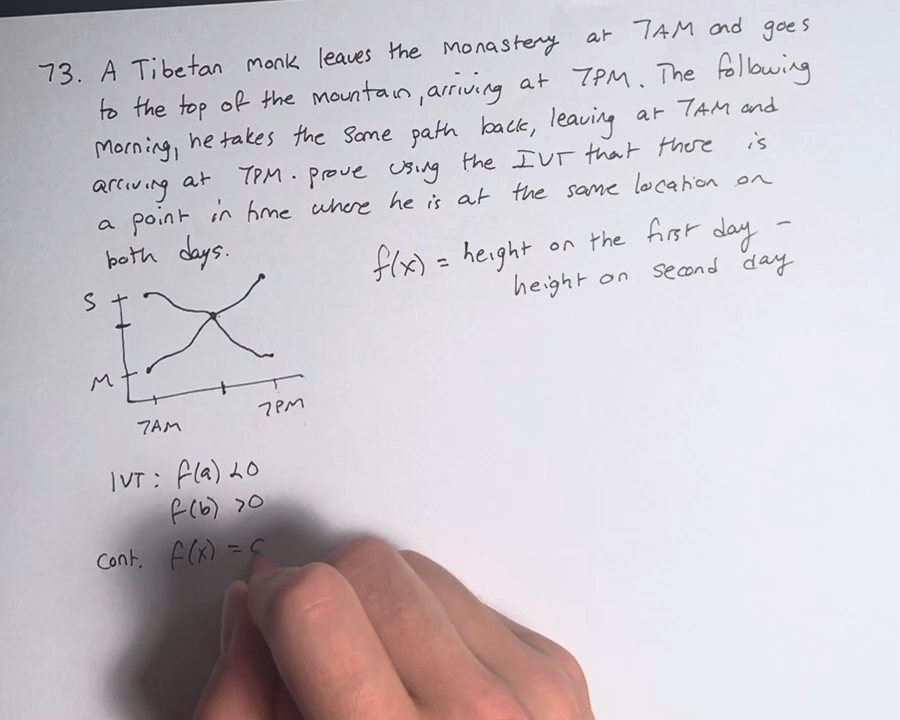 73. A Tibetan monk leaves the monastery at 7AM and goes
to the top of the mountain, arriving at 7PM. The following
morning, he takes the same path back, leaving at 7AM and
arriving at 7PM. prove using the IVT that there is
a point in time where he is at the same location on
both days.
f(x) = height on the first day -
height on second day
S
M
7AM
7PM
IVT: f(a) <0
f(b) >0
Cont. f(x) =